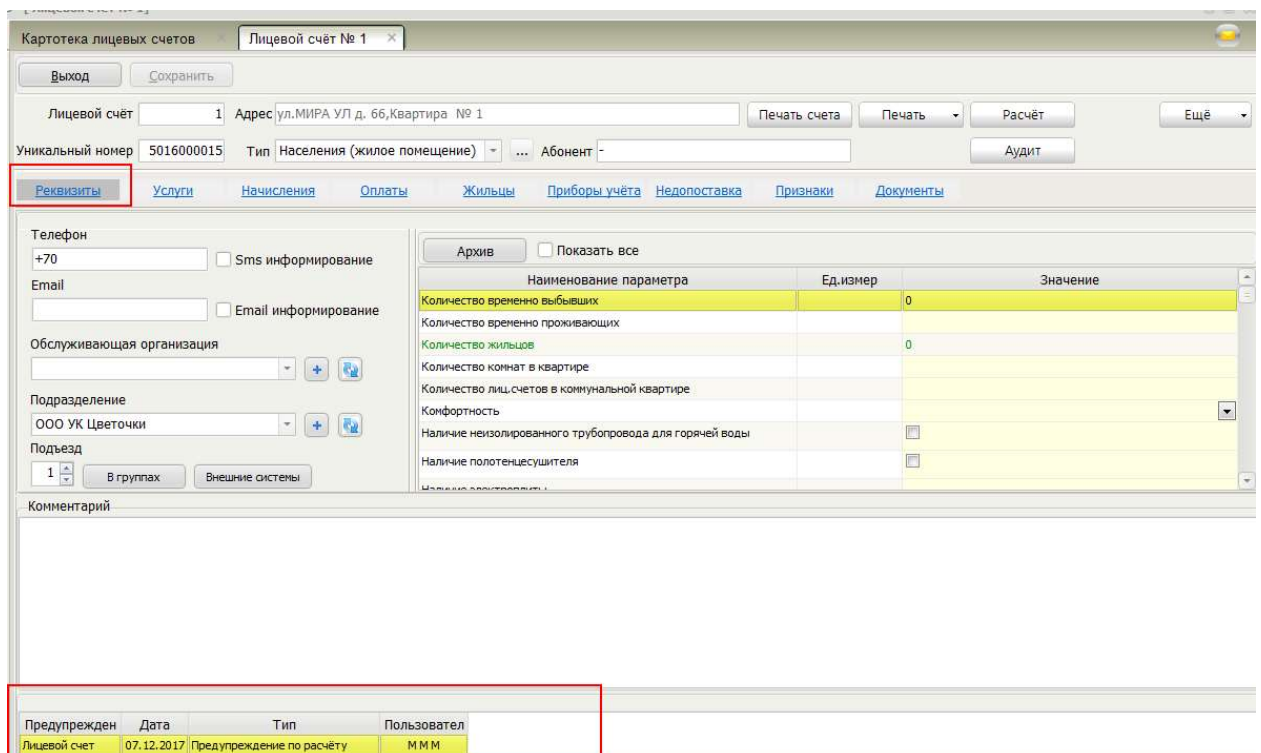 Картотека лицевых счетов × Лицевой счёт № 1 ×
Выход Сохранить
Лицевой счёт 1 Адрес ул.МИРА УЛ д. 66,Квартира № 1 Печать счета Печать Расчёт Ещё
Уникальный номер 5016000015 Тип Населения (жилое помещение) ... Абонент - Аудит
Реквизиты Услуги Начисления Оплаты Жильцы Приборы учёта Недопоставка Признаки Документы
Телефон
+70 Sms информирование
Email
Email информирование
Обслуживающая организация
Подразделение
ООО УК Цветочки
Подъезд
1 В группах Внешние системы
Архив Показать все
Наименование параметра Ед.измер Значение
Количество временно выбывших 0
Количество временно проживающих
Количество жильцов 0
Количество комнат в квартире
Количество лиц.счетов в коммунальной квартире
Комфортность
Наличие неизолированного трубопровода для горячей воды
Наличие полотенцесушителя
Комментарий
Предупрежден Дата Тип Пользовател
Лицевой счет 07.12.2017 Предупреждение по расчёту М М М